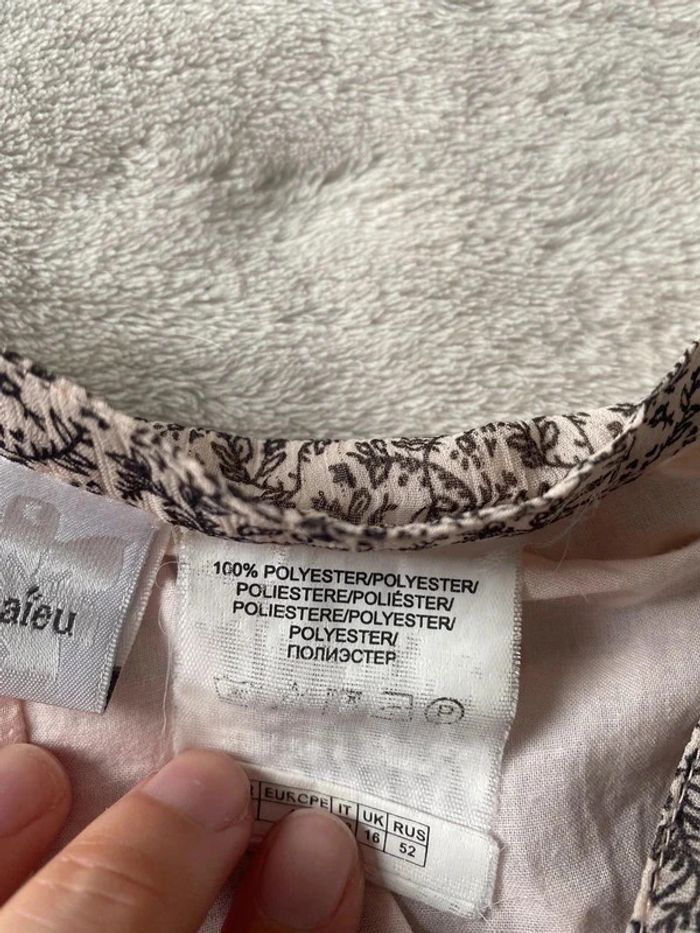 aïeu
100% POLYESTER/POLYESTER/
POLIESTERE/POLIÉSTER/
POLIESTERE/POLYESTER/
POLYESTER/
ПОЛИЭСТЕР
P
EUROPE IT UK RUS
16 52